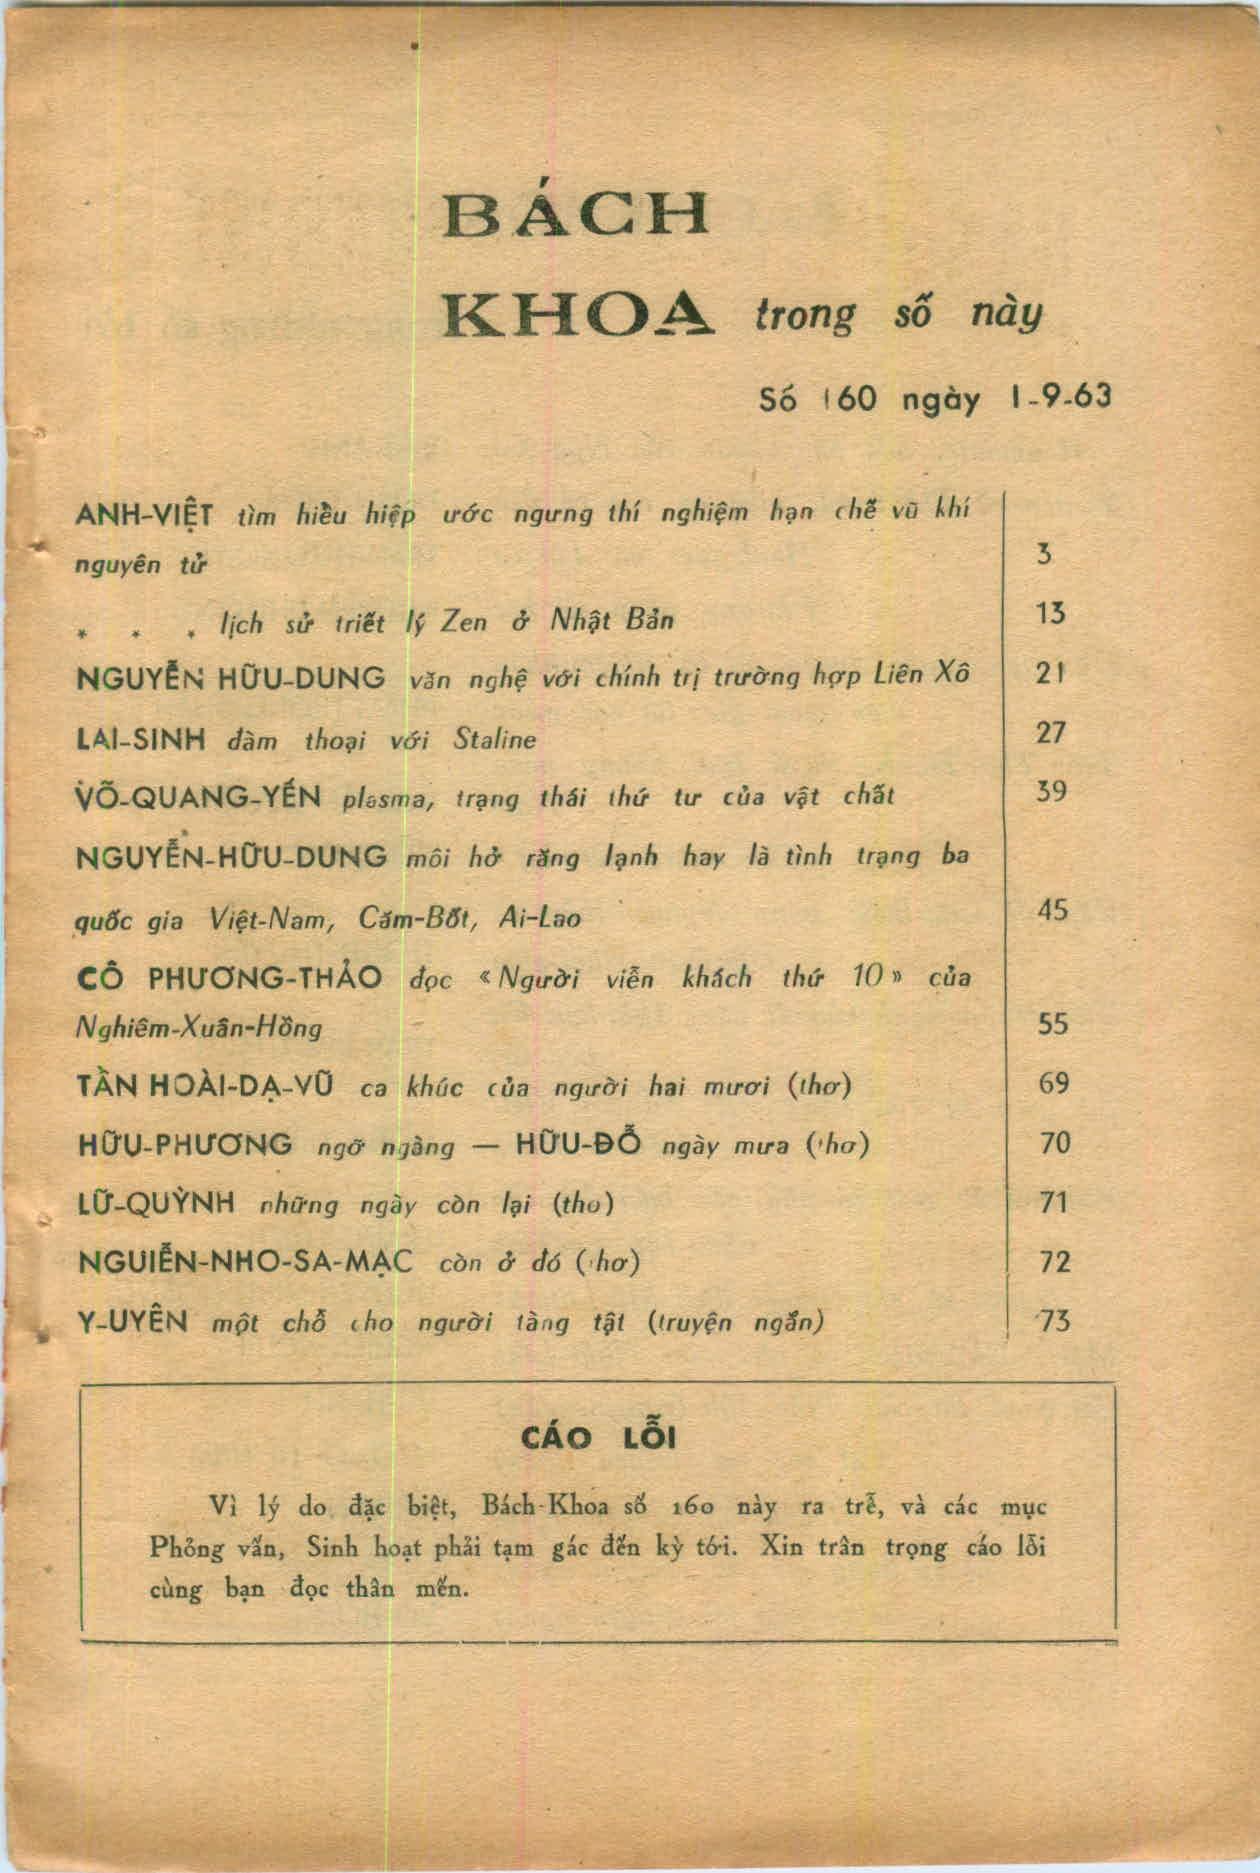 BÁCH
KHOA trong số này
Số 160 ngày 1-9-63
ANH-VIỆT tìm hiểu hiệp ước ngưng thí nghiệm hạn chế vũ khí
nguyên tử 3
* * * lịch sử triết lý Zen ở Nhật Bản 13
NGUYỄN HỮU-DUNG văn nghệ với chính trị trường hợp Liên Xô 21
LAI-SINH đàm thoại với Staline 27
VÕ-QUANG-YẾN plasma, trạng thái thứ tư của vật chất 39
NGUYỄN-HỮU-DUNG môi hở răng lạnh hay là tình trạng ba
quốc gia Việt-Nam, Căm-Bốt, Ai-Lao 45
CÔ PHƯƠNG-THẢO đọc «Người viễn khách thứ 10» của
Nghiêm-Xuân-Hồng 55
TẦN HOÀI-DẠ-VŨ ca khúc của người hai mươi (thơ) 69
HỮU-PHƯƠNG ngỡ ngàng — HỮU-ĐỖ ngày mưa (thơ) 70
LỮ-QUỲNH những ngày còn lại (thơ) 71
NGUIỄN-NHO-SA-MẠC còn ở đó (thơ) 72
Y-UYÊN một chỗ cho người tàng tật (truyện ngắn) 73
CÁO LỖI
Vì lý do đặc biệt, Bách-Khoa số 160 này ra trễ, và các mục
Phỏng vấn, Sinh hoạt phải tạm gác đến kỳ tới. Xin trân trọng cáo lỗi
cùng bạn đọc thân mến.